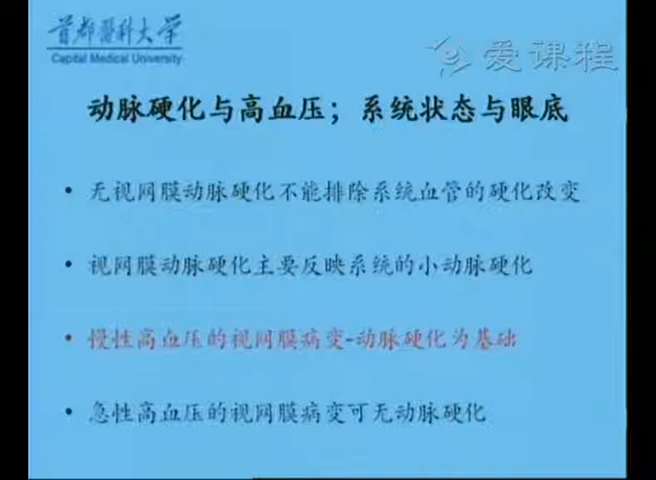 首都醫科大学
Capital Medical University
爱课程
动脉硬化与高血压；系统状态与眼底
• 无视网膜动脉硬化不能排除系统血管的硬化改变
• 视网膜动脉硬化主要反映系统的小动脉硬化
• 慢性高血压的视网膜病变-动脉硬化为基础
• 急性高血压的视网膜病变可无动脉硬化